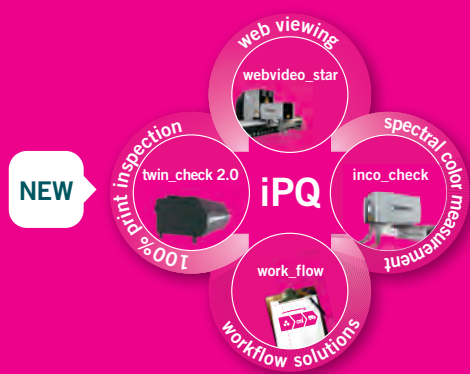 web viewing
webvideo_star
100% print inspection
twin_check 2.0
NEW
iPQ
spectral color measurement
inco_check
work_flow
workflow solutions